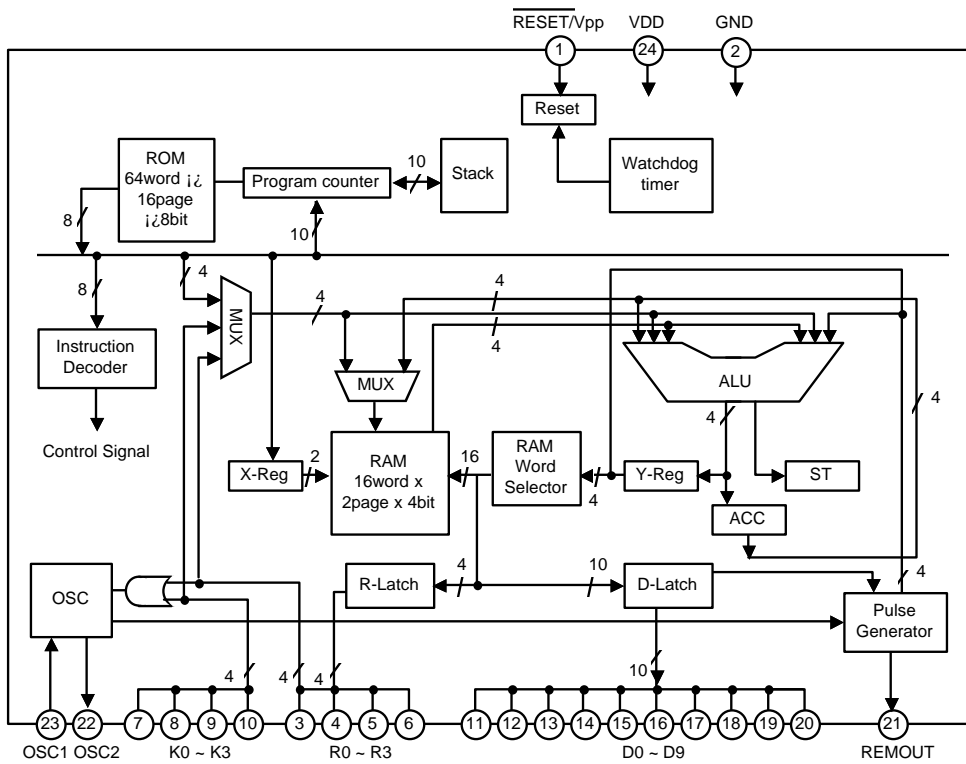 RESET/Vpp
VDD
GND
1
24
2
Reset
ROM
64word ¡¿
16page
¡¿8bit
Program counter
10
Stack
Watchdog
timer
8
10
8
4
MUX
4
4
4
Instruction
Decoder
MUX
ALU
4
4
Control Signal
X-Reg
2
RAM
16word x
2page x 4bit
16
RAM
Word
Selector
4
Y-Reg
ST
ACC
OSC
R-Latch
4
10
D-Latch
4
Pulse
Generator
4
4
4
10
23
22
7
8
9
10
3
4
5
6
11
12
13
14
15
16
17
18
19
20
21
OSC1 OSC2
K0 ~ K3
R0 ~ R3
D0 ~ D9
REMOUT